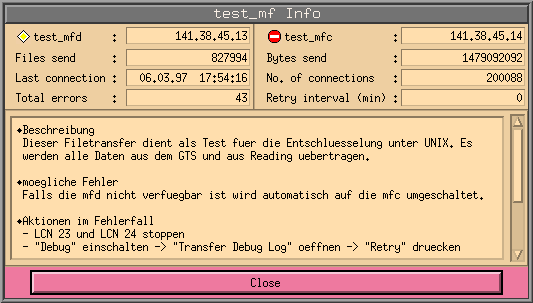 test_mf Info
test_mfd : 141.38.45.13 test_mfc : 141.38.45.14
Files send : 827994 Bytes send : 1479092092
Last connection : 06.03.97 17:54:16 No. of connections : 200088
Total errors : 43 Retry interval (min) : 0
◆Beschreibung
Dieser Filetransfer dient als Test fuer die Entschluesselung unter UNIX. Es
werden alle Daten aus dem GTS und aus Reading uebertragen.
◆moegliche Fehler
Falls die mfd nicht verfuegbar ist wird automatisch auf die mfc umgeschaltet.
◆Aktionen im Fehlerfall
- LCN 23 und LCN 24 stoppen
- "Debug" einschalten -> "Transfer Debug Log" oeffnen -> "Retry" druecken
Close